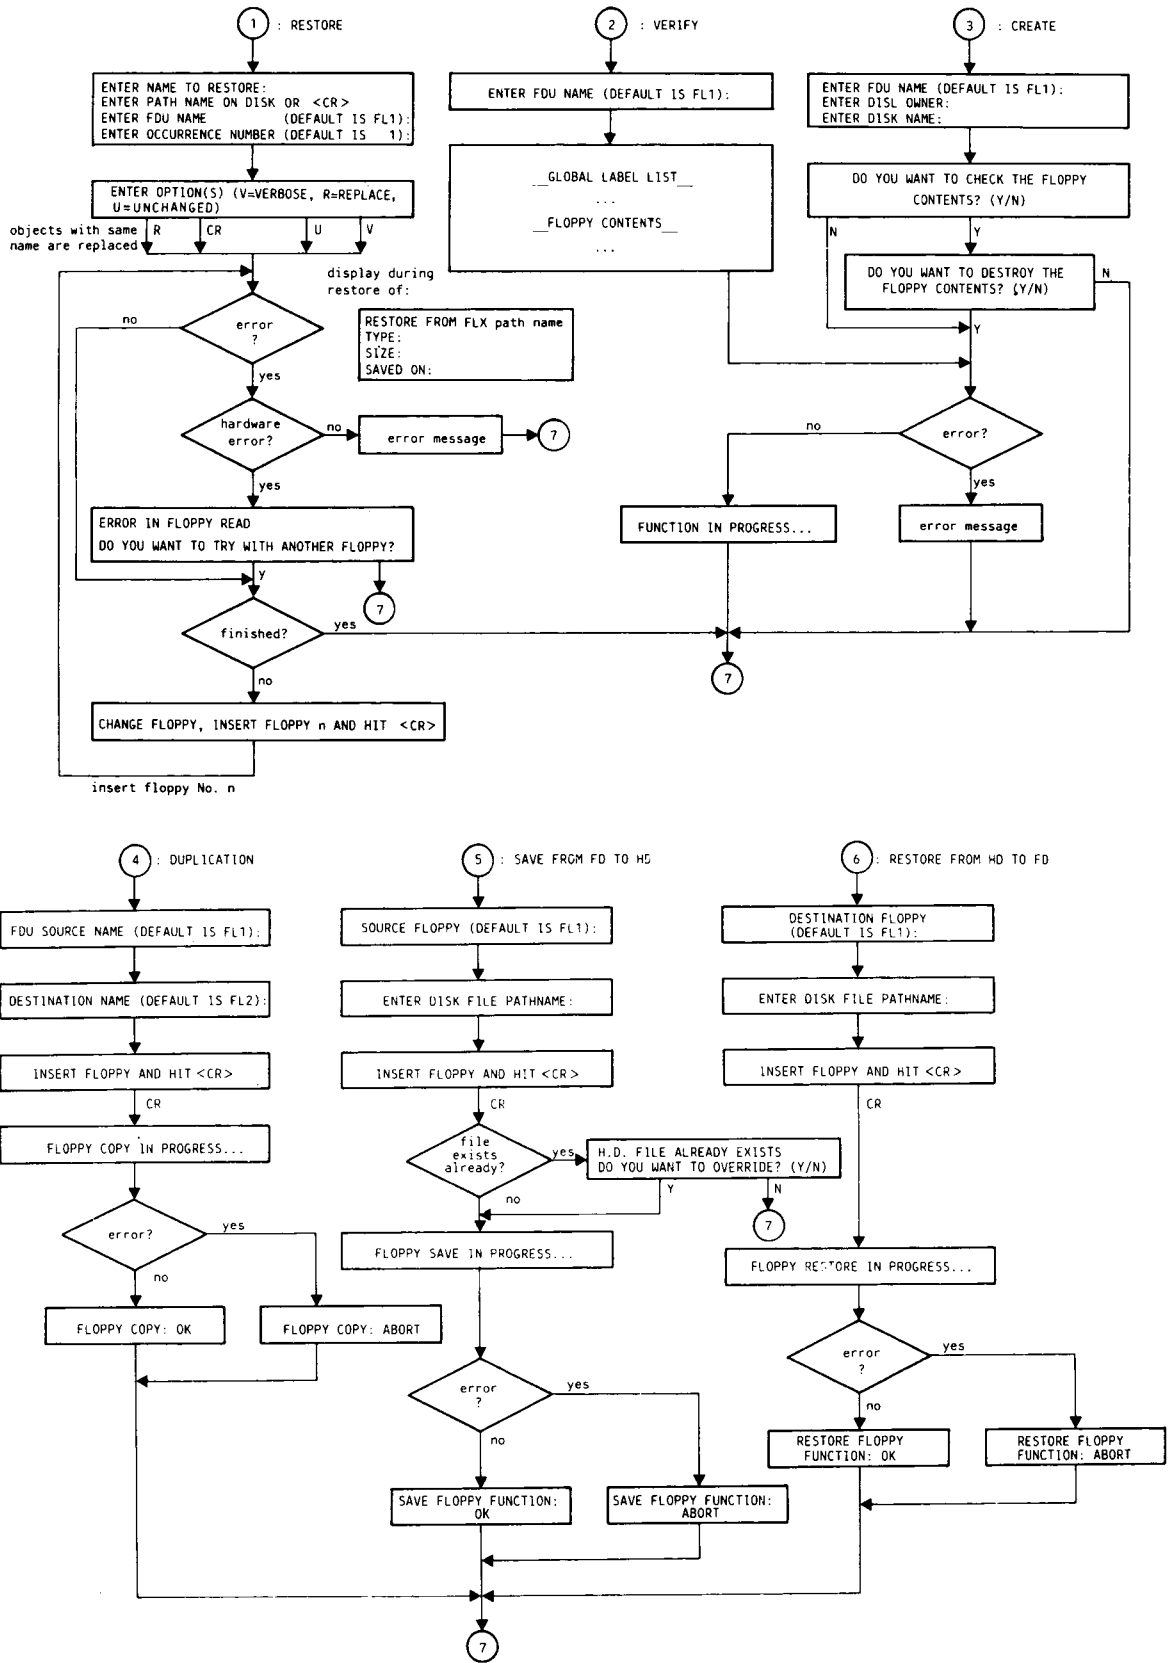 1 : RESTORE
ENTER NAME TO RESTORE:
ENTER PATH NAME ON DISK OR <CR>
ENTER FDU NAME (DEFAULT IS FL1):
ENTER OCCURRENCE NUMBER (DEFAULT IS 1):
ENTER OPTION(S) (V=VERBOSE, R=REPLACE,
U=UNCHANGED)
objects with same
name are replaced
R
CR
U
V
display during
restore of:
RESTORE FROM FLX path name
TYPE:
SIZE:
SAVED ON:
error
?
no
yes
hardware
error?
no
error message
7
yes
ERROR IN FLOPPY READ
DO YOU WANT TO TRY WITH ANOTHER FLOPPY?
y
7
finished?
yes
no
CHANGE FLOPPY, INSERT FLOPPY n AND HIT <CR>
insert floppy No. n
2 : VERIFY
ENTER FDU NAME (DEFAULT IS FL1):
__GLOBAL LABEL LIST__
...
__FLOPPY CONTENTS__
...
3 : CREATE
ENTER FDU NAME (DEFAULT IS FL1):
ENTER DISL OWNER:
ENTER DISK NAME:
DO YOU WANT TO CHECK THE FLOPPY
CONTENTS? (Y/N)
N
Y
DO YOU WANT TO DESTROY THE
FLOPPY CONTENTS? (Y/N)
N
Y
error?
no
yes
FUNCTION IN PROGRESS...
error message
7
4 : DUPLICATION
FDU SOURCE NAME (DEFAULT IS FL1):
DESTINATION NAME (DEFAULT IS FL2):
INSERT FLOPPY AND HIT <CR>
CR
FLOPPY COPY IN PROGRESS...
error?
yes
no
FLOPPY COPY: OK
FLOPPY COPY: ABORT
5 : SAVE FROM FD TO HD
SOURCE FLOPPY (DEFAULT IS FL1):
ENTER DISK FILE PATHNAME:
INSERT FLOPPY AND HIT <CR>
CR
file
exists
already?
yes
H.D. FILE ALREADY EXISTS
DO YOU WANT TO OVERRIDE? (Y/N)
Y
N
7
no
FLOPPY SAVE IN PROGRESS...
error
?
yes
no
SAVE FLOPPY FUNCTION:
OK
SAVE FLOPPY FUNCTION:
ABORT
6 : RESTORE FROM HD TO FD
DESTINATION FLOPPY
(DEFAULT IS FL1):
ENTER DISK FILE PATHNAME:
INSERT FLOPPY AND HIT <CR>
CR
FLOPPY RESTORE IN PROGRESS...
error
?
yes
no
RESTORE FLOPPY
FUNCTION: OK
RESTORE FLOPPY
FUNCTION: ABORT
7